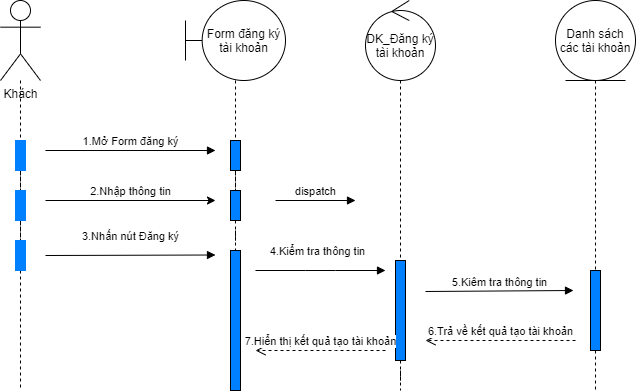 Form đăng ký
tài khoản
DK_Đăng ký
tài khoản
Danh sách
các tài khoản
Khách
1.Mở Form đăng ký
2.Nhập thông tin
dispatch
3.Nhấn nút Đăng ký
4.Kiểm tra thông tin
5.Kiêm tra thông tin
6.Trả về kết quả tạo tài khoản
7.Hiển thị kết quả tạo tài khoản